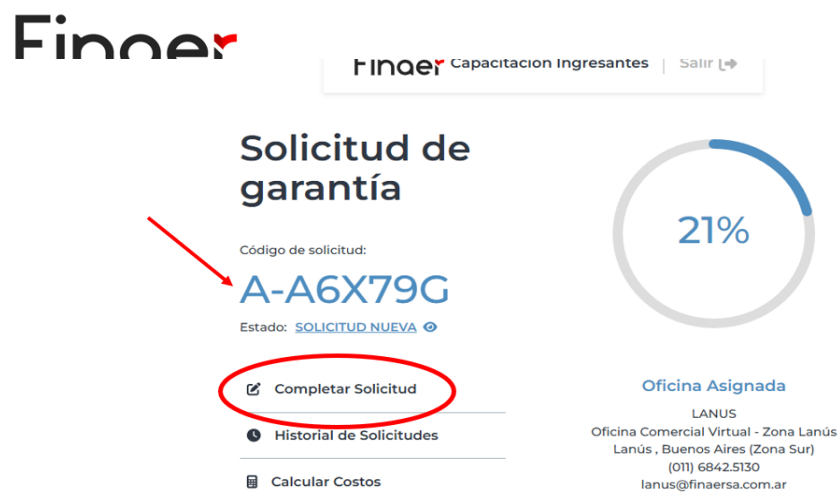 Finaer
Finaer Capacitación Ingresantes | Salir
Solicitud de
garantía
Código de solicitud:
A-A6X79G
Estado: SOLICITUD NUEVA
Completar Solicitud
Historial de Solicitudes
Calcular Costos
21%
Oficina Asignada
LANUS
Oficina Comercial Virtual - Zona Lanús
Lanús , Buenos Aires (Zona Sur)
(011) 6842.5130
lanus@finaersa.com.ar